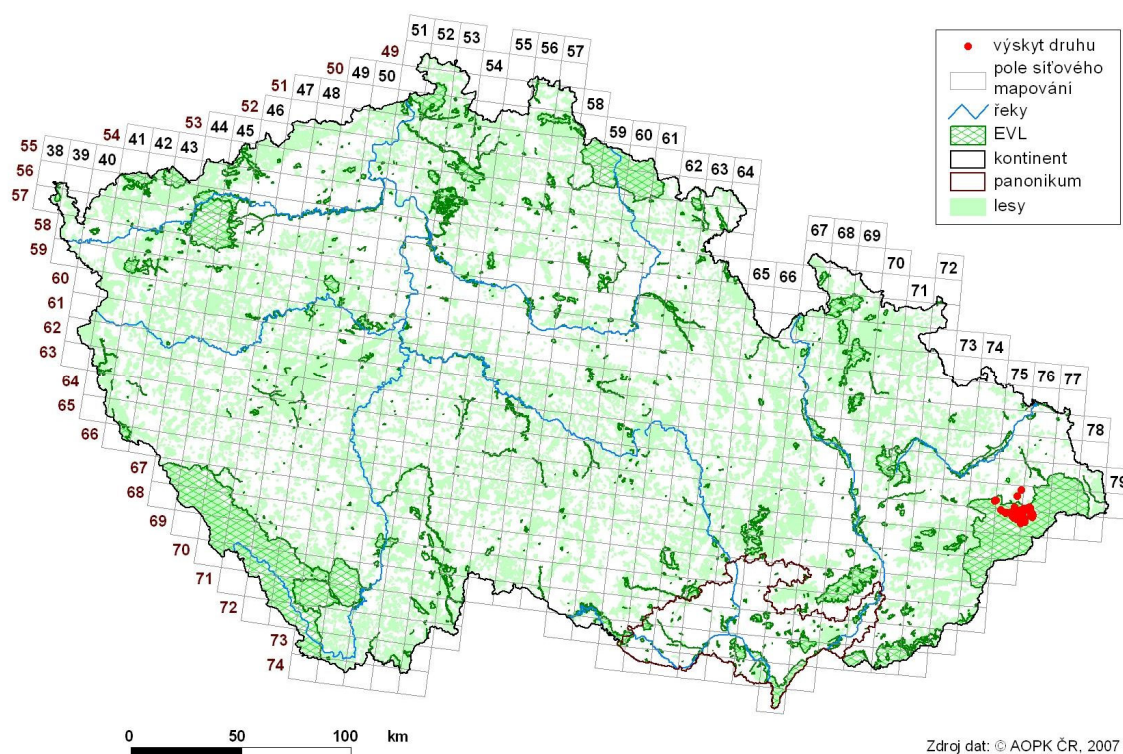 51 52 53
55 56 57
49
54
50 49 50
51 47 48
58
52 46
53 44 45
59 60 61
54 41 42 43
55 38 39 40
56
57
62 63 64
58
59
67 68 69
60
65 66
70
72
61
71
62
63
73 74
64
75 76 77
65
66
78
67
68
79
69
70
71
72
73
74
výskyt druhu
pole síťového
mapování
řeky
EVL
kontinent
panonikum
lesy
0 50 100 km
Zdroj dat: © AOPK ČR, 2007